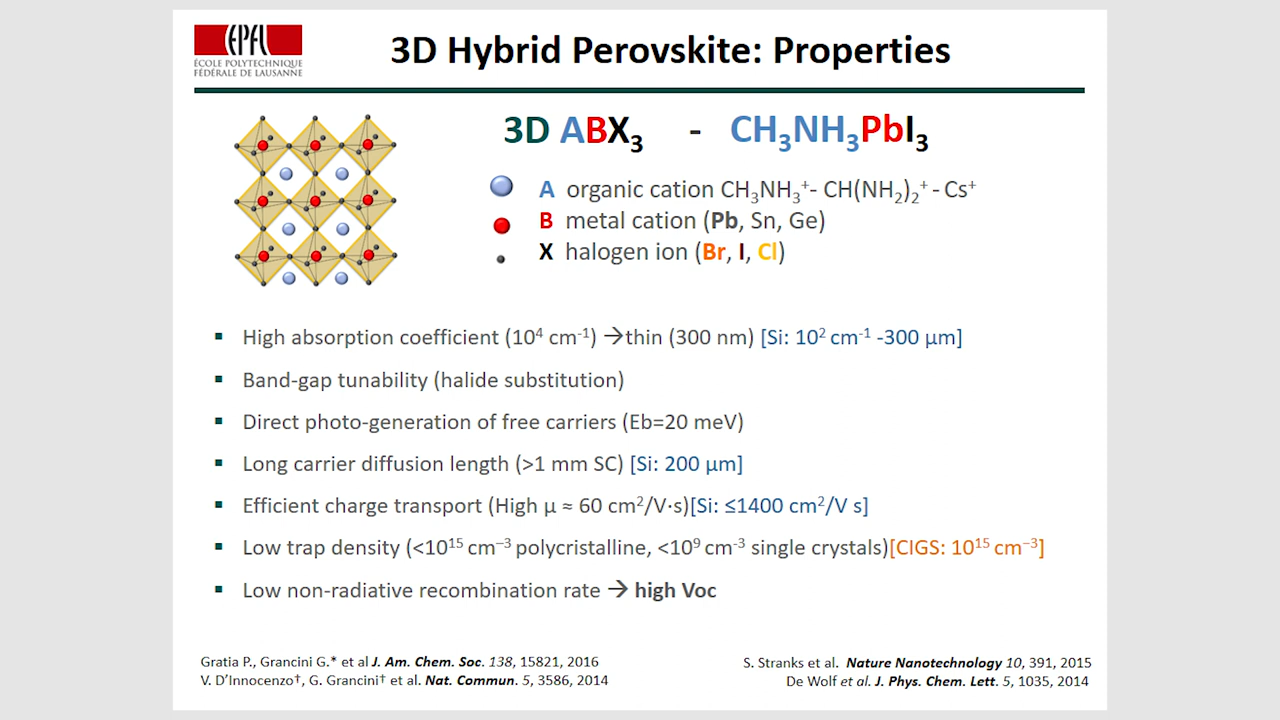 EPFL
ÉCOLE POLYTECHNIQUE
FÉDÉRALE DE LAUSANNE
3D Hybrid Perovskite: Properties
3D ABX₃ - CH₃NH₃PbI₃
A organic cation CH₃NH₃⁺- CH(NH₂)₂⁺ - Cs⁺
B metal cation (Pb, Sn, Ge)
X halogen ion (Br, I, Cl)
▪ High absorption coefficient (10⁴ cm⁻¹) →thin (300 nm) [Si: 10² cm⁻¹ -300 µm]
▪ Band-gap tunability (halide substitution)
▪ Direct photo-generation of free carriers (Eb=20 meV)
▪ Long carrier diffusion length (>1 mm SC) [Si: 200 µm]
▪ Efficient charge transport (High µ ≈ 60 cm²/V·s)[Si: ≤1400 cm²/V s]
▪ Low trap density (<10¹⁵ cm⁻³ polycristalline, <10⁹ cm⁻³ single crystals)[CIGS: 10¹⁵ cm⁻³]
▪ Low non-radiative recombination rate → high Voc
Gratia P., Grancini G.* et al J. Am. Chem. Soc. 138, 15821, 2016
V. D'Innocenzo†, G. Grancini† et al. Nat. Commun. 5, 3586, 2014
S. Stranks et al. Nature Nanotechnology 10, 391, 2015
De Wolf et al. J. Phys. Chem. Lett. 5, 1035, 2014